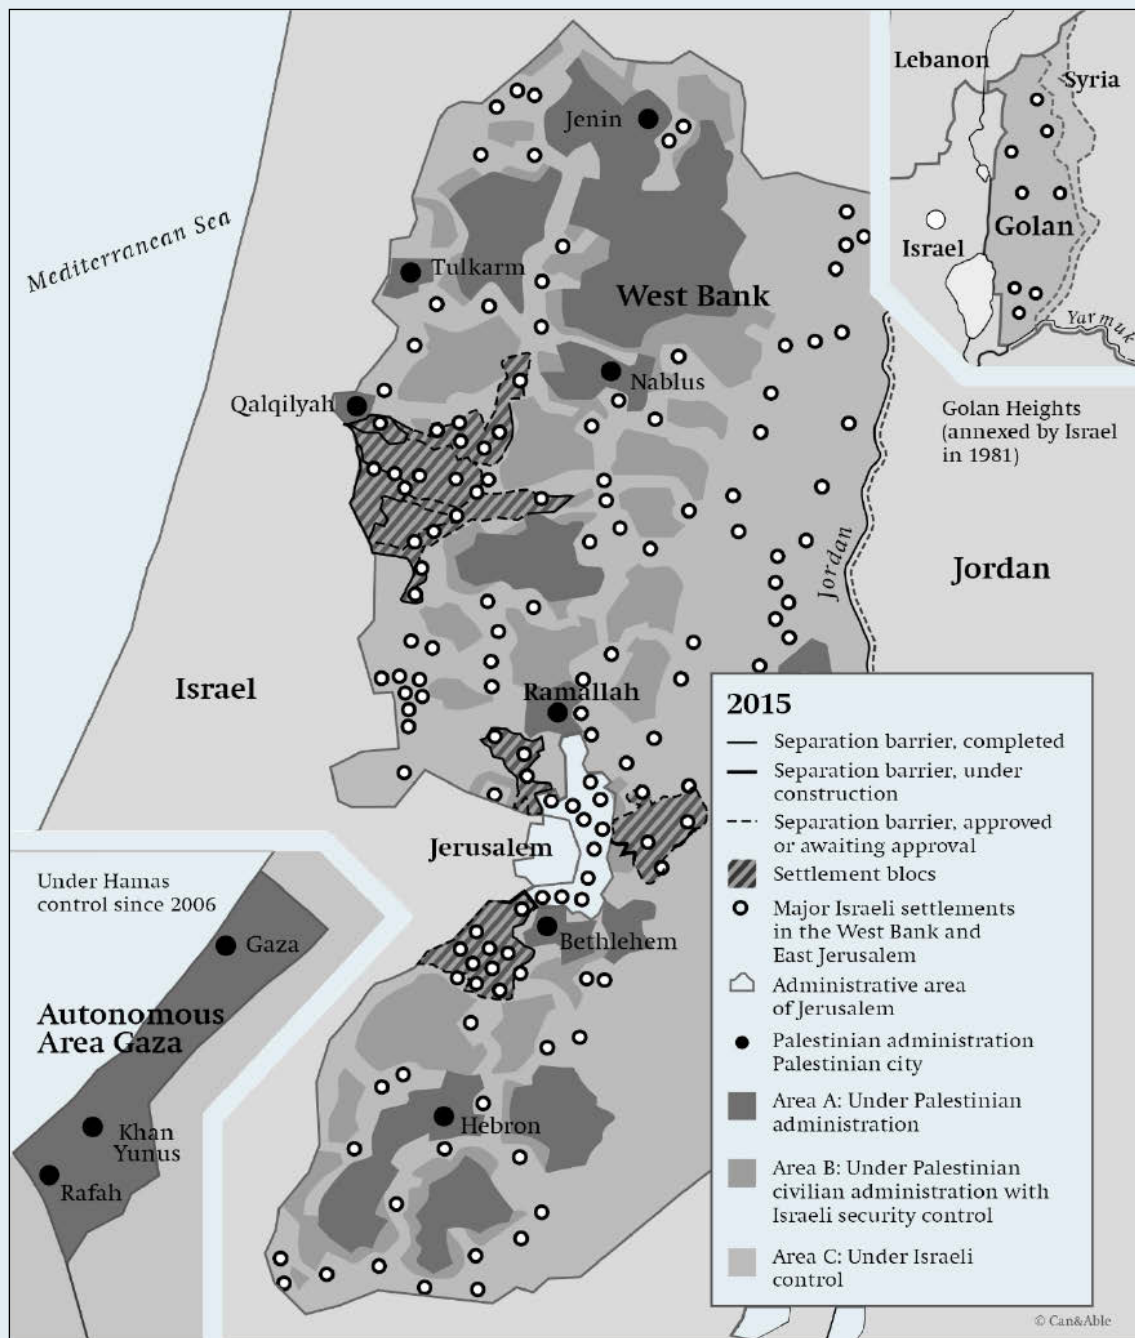 Lebanon
Syria
Golan
Israel
Yarmuk
Golan Heights
(annexed by Israel
in 1981)
Mediterranean Sea
Jenin
Tulkarm
West Bank
Nablus
Qalqilyah
Jordan
Jordan
Israel
Ramallah
Jerusalem
Bethlehem
Hebron
Under Hamas
control since 2006
Gaza
Autonomous
Area Gaza
Khan
Yunus
Rafah
2015
Separation barrier, completed
Separation barrier, under
construction
Separation barrier, approved
or awaiting approval
Settlement blocs
Major Israeli settlements
in the West Bank and
East Jerusalem
Administrative area
of Jerusalem
Palestinian administration
Palestinian city
Area A: Under Palestinian
administration
Area B: Under Palestinian
civilian administration with
Israeli security control
Area C: Under Israeli
control
© Can&Able